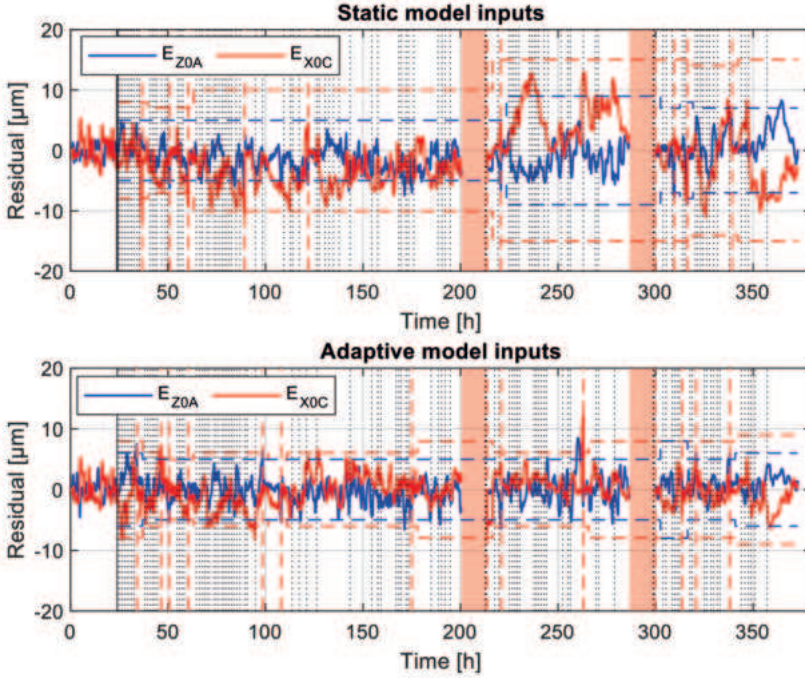 Static model inputs
E_Z0A E_X0C
20
10
0
-10
-20
Residual [µm]
0 50 100 150 200 250 300 350
Time [h]
Adaptive model inputs
E_Z0A E_X0C
20
10
0
-10
-20
Residual [µm]
0 50 100 150 200 250 300 350
Time [h]